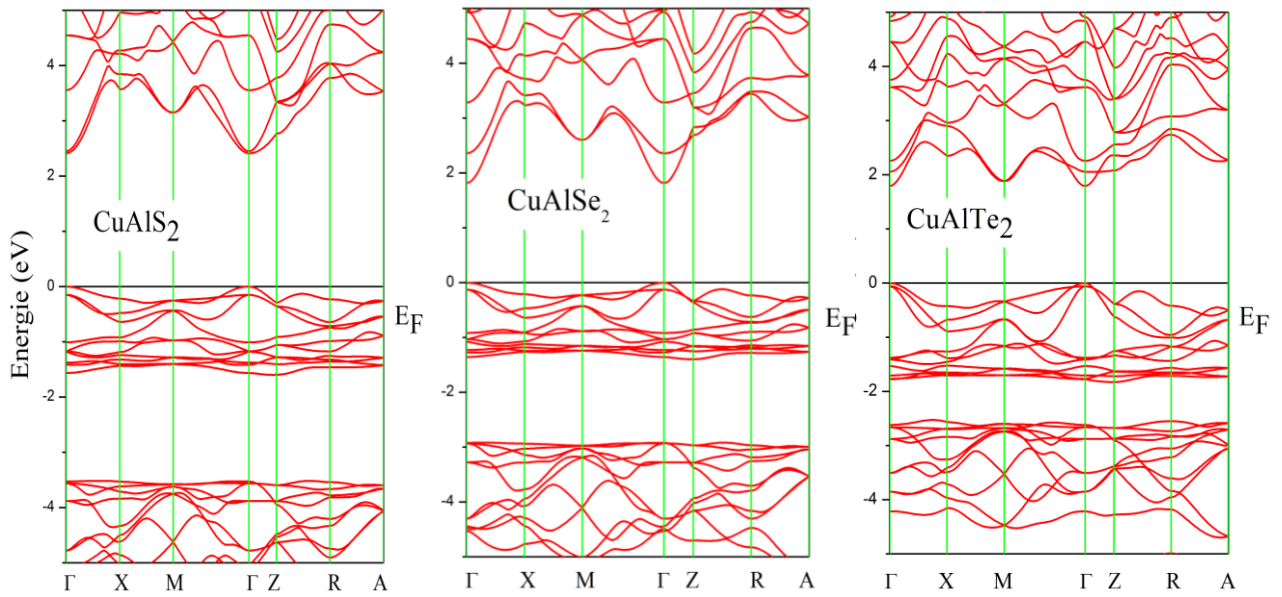 Energie (eV)
4
2
0
-2
-4
CuAlS2
EF
Γ X M Γ Z R A
4
2
0
-2
-4
CuAlSe2
EF
Γ X M Γ Z R A
4
2
0
-2
-4
CuAlTe2
EF
Γ X M Γ Z R A